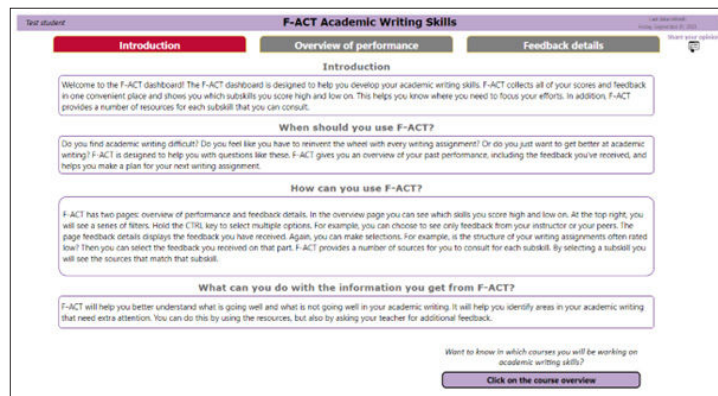 Test student
F-ACT Academic Writing Skills
Share your opinion
Introduction
Overview of performance
Feedback details
Introduction
Welcome to the F-ACT dashboard! The F-ACT dashboard is designed to help you develop your academic writing skills. F-ACT collects all of your scores and feedback
in one convenient place and shows you which subskills you score high and low on. This helps you know where you need to focus your efforts. In addition, F-ACT
provides a number of resources for each subskill that you can consult.
When should you use F-ACT?
Do you find academic writing difficult? Do you feel like you have to reinvent the wheel with every writing assignment? Or do you just want to get better at academic
writing? F-ACT is designed to help you with questions like these. F-ACT gives you an overview of your past performance, including the feedback you've received, and
helps you make a plan for your next writing assignment.
How can you use F-ACT?
F-ACT has two pages: overview of performance and feedback details. In the overview page you can see which skills you score high and low on. At the top right, you
will see a series of filters. Hold the CTRL key to select multiple options. For example, you can choose to see only feedback from your instructor or your peers. The
page feedback details displays the feedback you have received. Again, you can make selections. For example, is the structure of your writing assignments often rated
low? Then you can select the feedback you received on that part. F-ACT provides a number of sources for you to consult for each subskill. By selecting a subskill you
will see the sources that match that subskill.
What can you do with the information you get from F-ACT?
F-ACT will help you better understand what is going well and what is not going well in your academic writing. It will help you identify areas in your academic writing
that need extra attention. You can do this by using the resources, but also by asking your teacher for additional feedback.
Want to know in which courses you will be working on
academic writing skills?
Click on the course overview